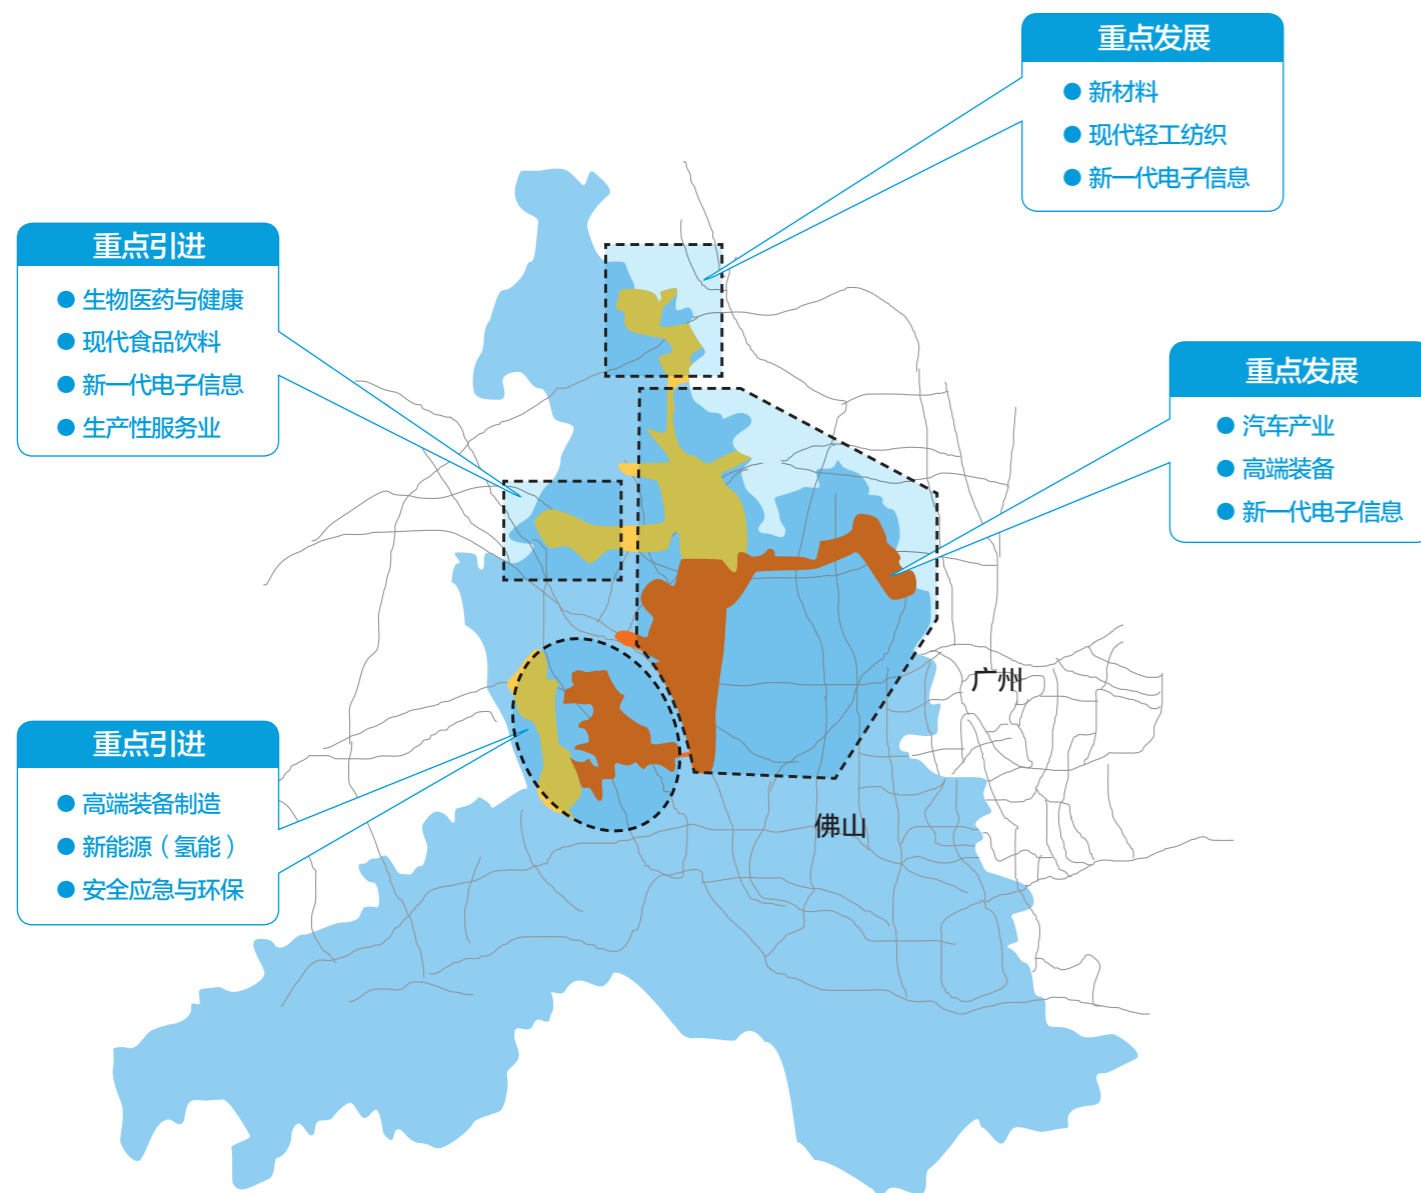 重点发展
● 新材料
● 现代轻工纺织
● 新一代电子信息
重点引进
● 生物医药与健康
● 现代食品饮料
● 新一代电子信息
● 生产性服务业
重点发展
● 汽车产业
● 高端装备
● 新一代电子信息
广州
佛山
重点引进
● 高端装备制造
● 新能源（氢能）
● 安全应急与环保